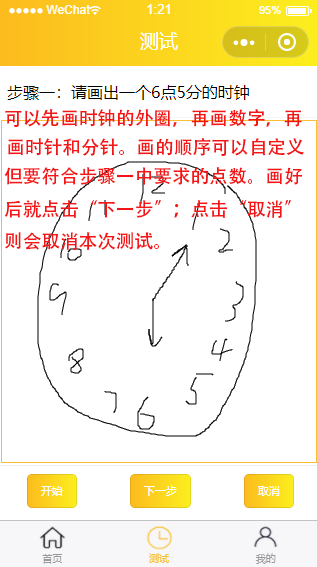 ●●●●● WeChat 1:21 95%
测试
步骤一：请画出一个6点5分的时钟
可以先画时钟的外圈，再画数字，再
画时针和分针。画的顺序可以自定义
但要符合步骤一中要求的点数。画好
后就点击“下一步”；点击“取消”
则会取消本次测试。
12
11 1
10 2
9 3
8 4
7 6 5
开始 下一步 取消
首页 测试 我的